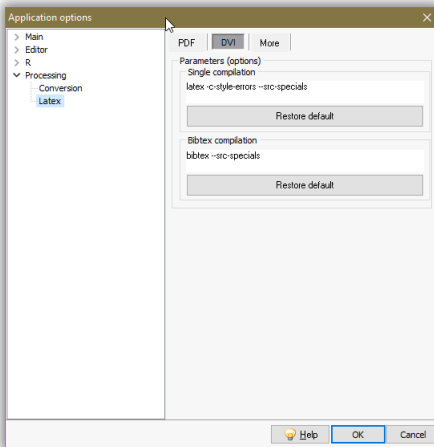 Application options
Main
Editor
R
Processing
Conversion
Latex
PDF DVI More
Parameters (options)
Single compilation
latex -c-style-errors --src-specials
Restore default
Bibtex compilation
bibtex --src-specials
Restore default
Help OK Cancel